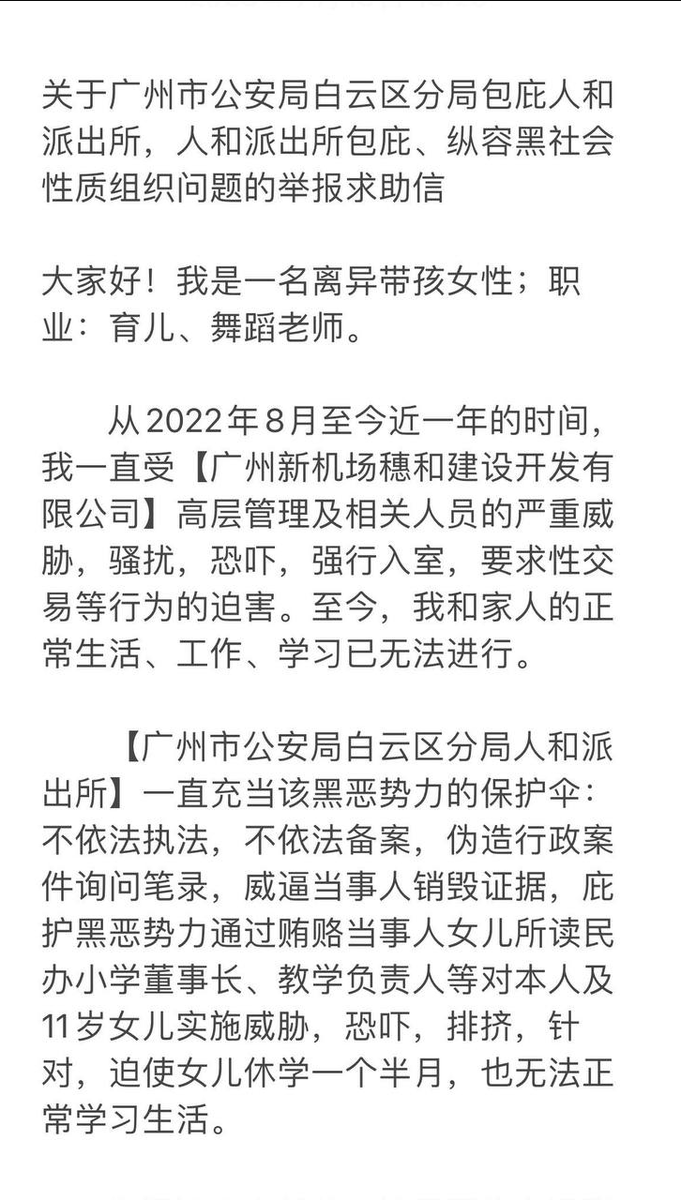 关于广州市公安局白云区分局包庇人和
派出所，人和派出所包庇、纵容黑社会
性质组织问题的举报求助信
大家好！我是一名离异带孩女性；职
业：育儿、舞蹈老师。
从2022年8月至今近一年的时间，
我一直受【广州新机场穗和建设开发有
限公司】高层管理及相关人员的严重威
胁，骚扰，恐吓，强行入室，要求性交
易等行为的迫害。至今，我和家人的正
常生活、工作、学习已无法进行。
【广州市公安局白云区分局人和派
出所】一直充当该黑恶势力的保护伞：
不依法执法，不依法备案，伪造行政案
件询问笔录，威逼当事人销毁证据，庇
护黑恶势力通过贿赂当事人女儿所读民
办小学董事长、教学负责人等对本人及
11岁女儿实施威胁，恐吓，排挤，针
对，迫使女儿休学一个半月，也无法正
常学习生活。